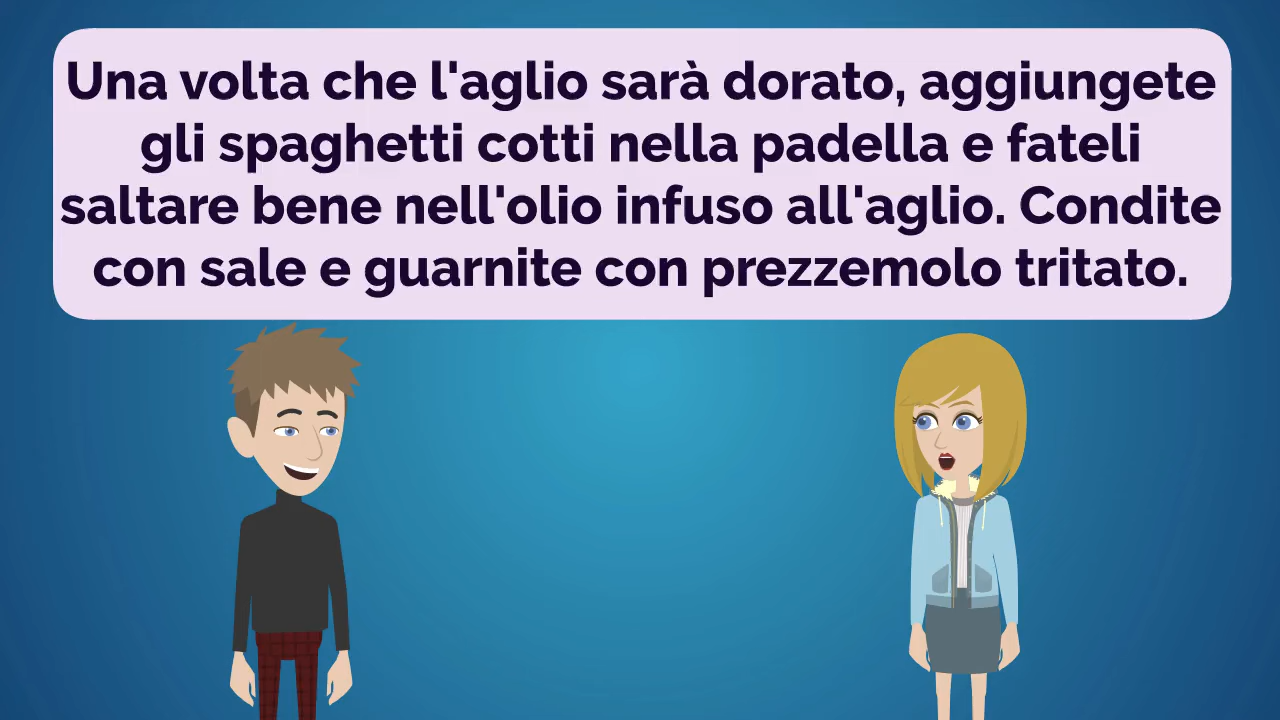 Una volta che l'aglio sarà dorato, aggiungete
gli spaghetti cotti nella padella e fateli
saltare bene nell'olio infuso all'aglio. Condite
con sale e guarnite con prezzemolo tritato.